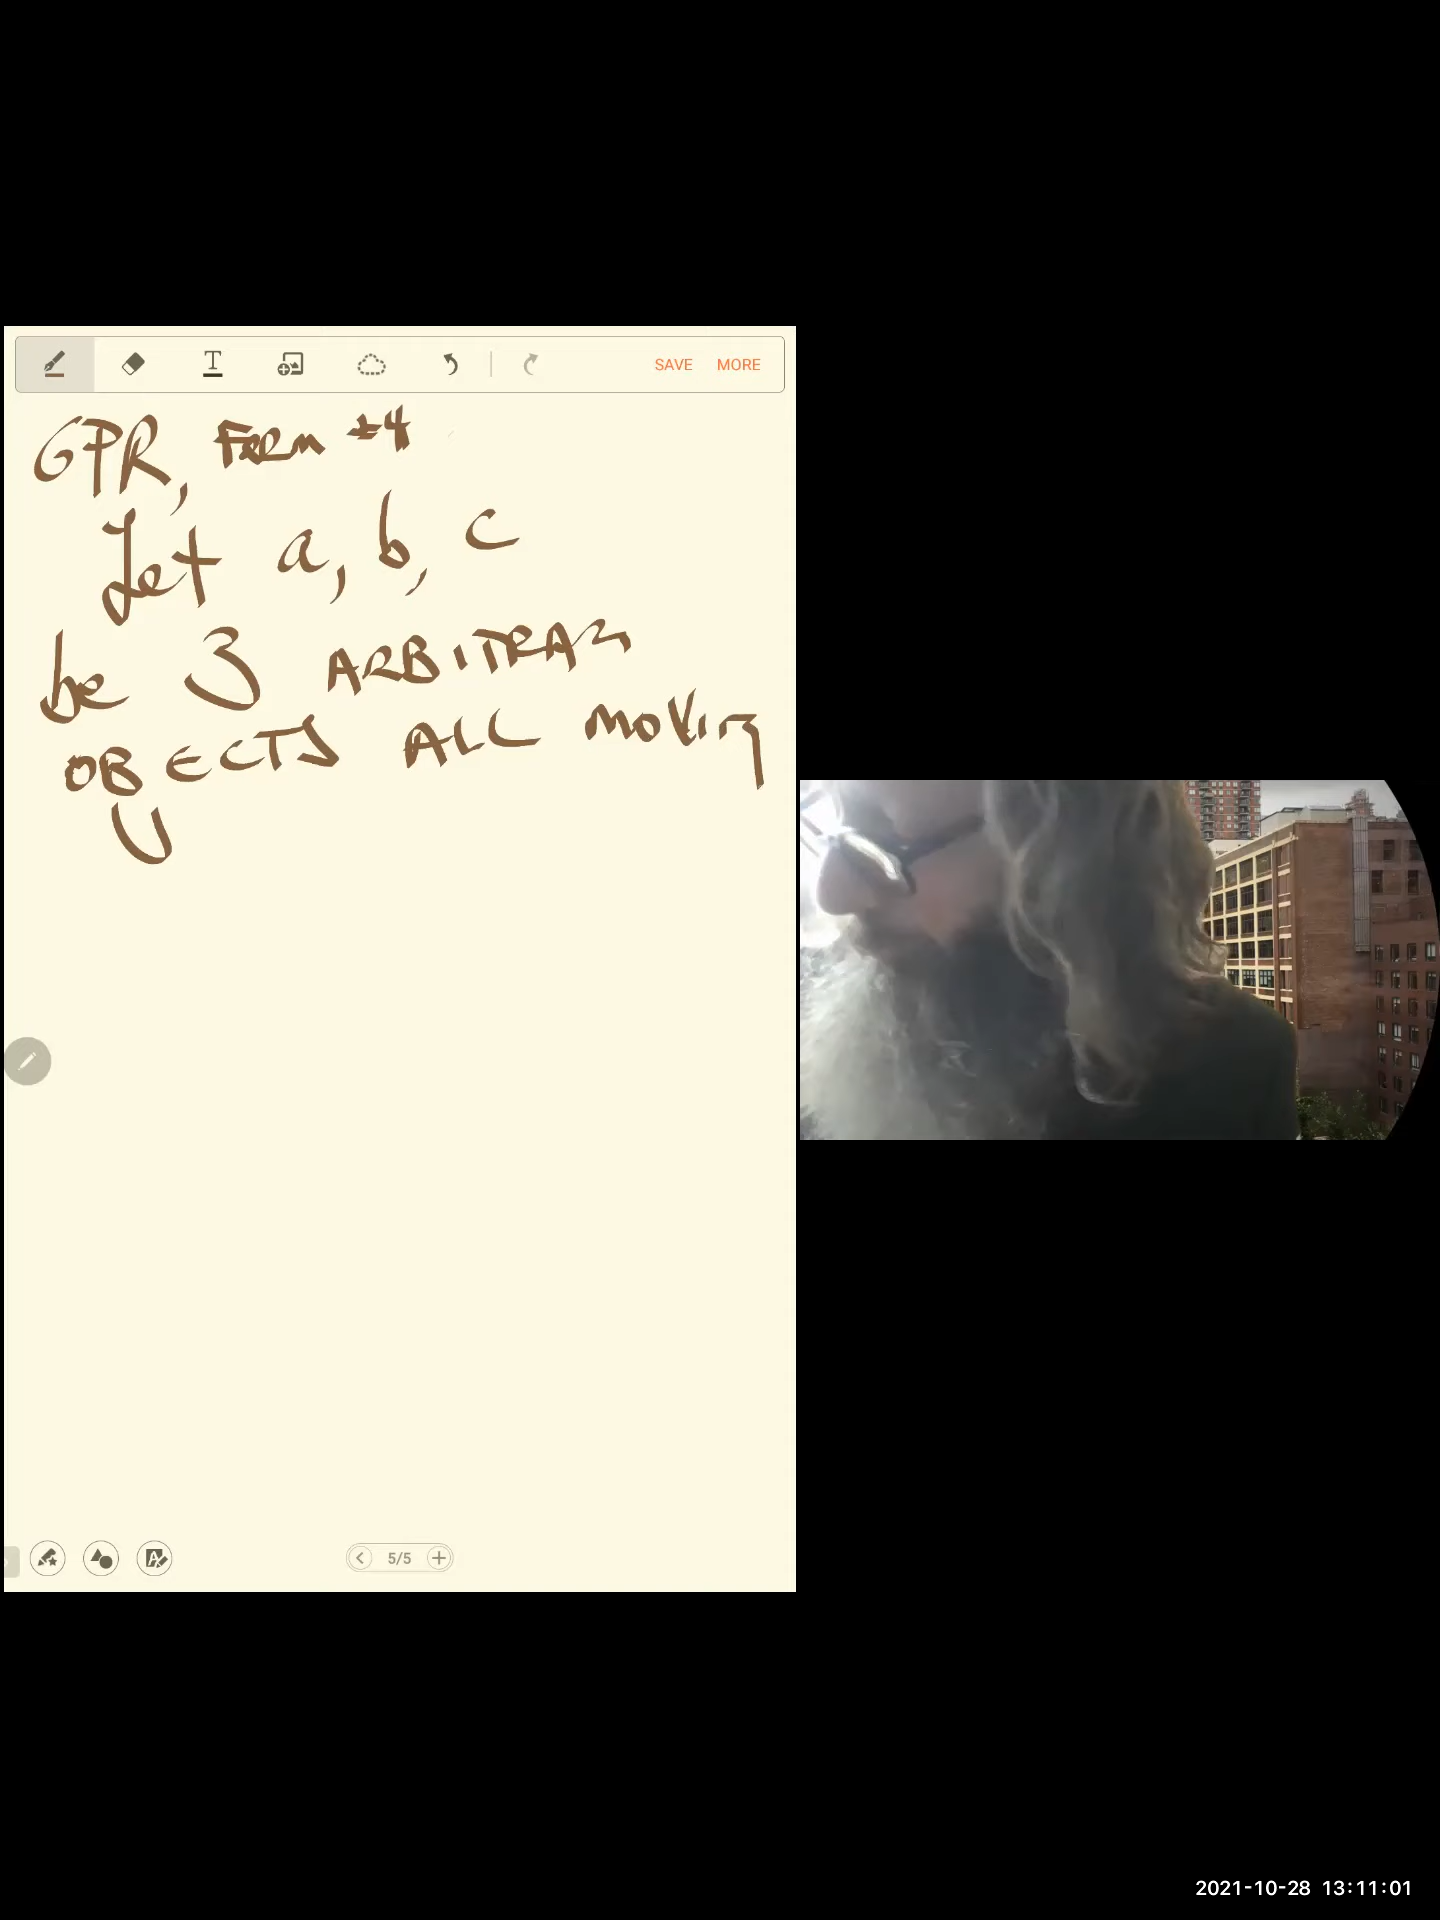 SAVE MORE
GPR, Form #4
Let a, b, c
be 3 ARBITRARY
OBJECTS ALL moving
5/5
2021-10-28 13:11:01